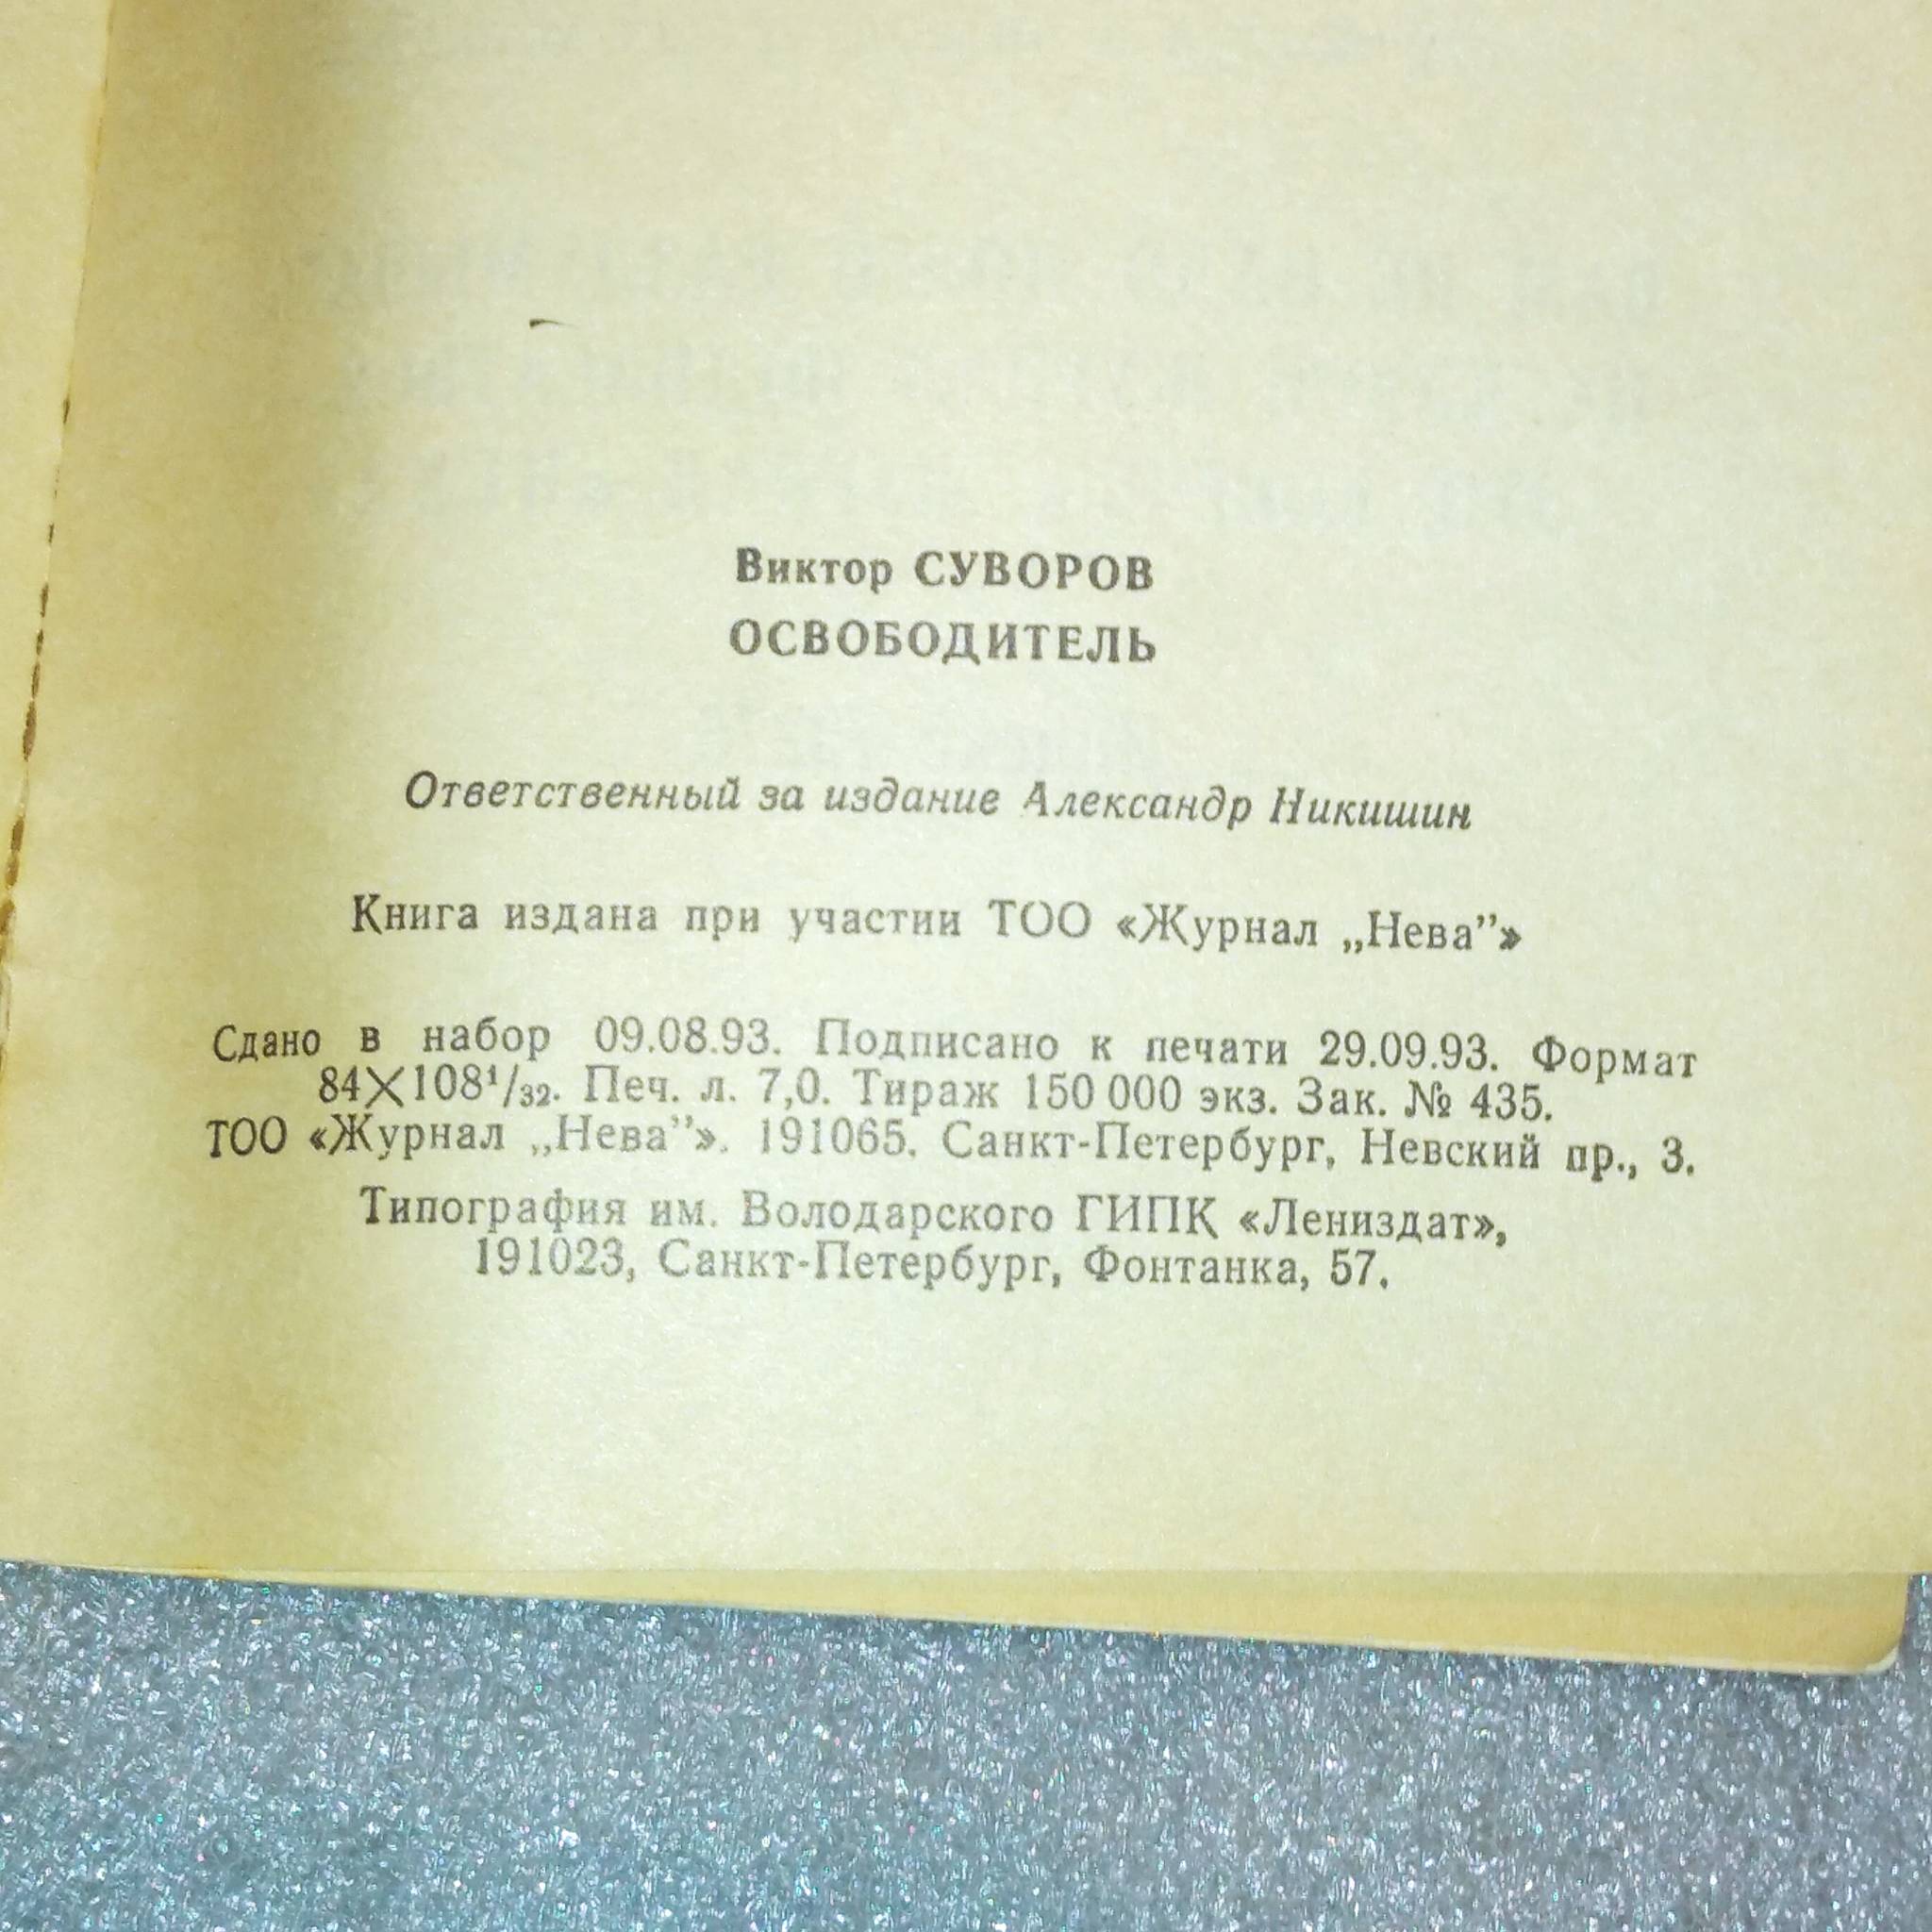 Виктор СУВОРОВ
ОСВОБОДИТЕЛЬ
Ответственный за издание Александр Никишин
Книга издана при участии ТОО «Журнал „Нева”»
Сдано в набор 09.08.93. Подписано к печати 29.09.93. Формат
84×108¹/₃₂. Печ. л. 7,0. Тираж 150 000 экз. Зак. № 435.
ТОО «Журнал „Нева”». 191065. Санкт-Петербург, Невский пр., 3.
Типография им. Володарского ГИПК «Лениздат»,
191023, Санкт-Петербург, Фонтанка, 57.